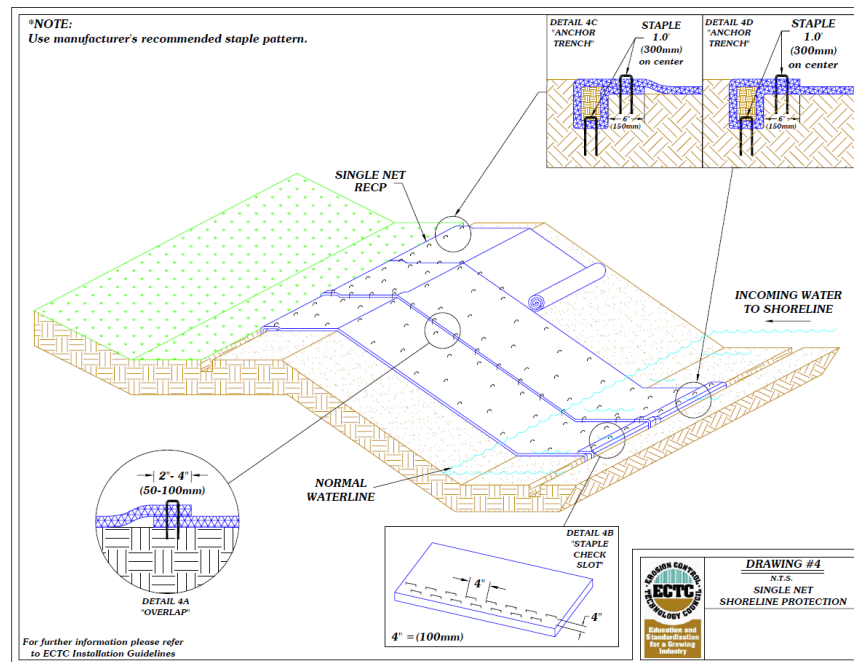 *NOTE:
Use manufacturer's recommended staple pattern.
DETAIL 4C
"ANCHOR
TRENCH"
STAPLE
1.0'
(300mm)
on center
6"
(150mm)
DETAIL 4D
"ANCHOR
TRENCH"
STAPLE
1.0'
(300mm)
on center
6"
(150mm)
SINGLE NET
RECP
INCOMING WATER
TO SHORELINE
2"- 4"
(50-100mm)
DETAIL 4A
"OVERLAP"
NORMAL
WATERLINE
DETAIL 4B
"STAPLE
CHECK
SLOT"
4"
4"
4" = (100mm)
For further information please refer
to ECTC Installation Guidelines
EROSION CONTROL
ECTC
TECHNOLOGY COUNCIL
Education and
Standardization
for a Growing
Industry
DRAWING #4
N.T.S.
SINGLE NET
SHORELINE PROTECTION